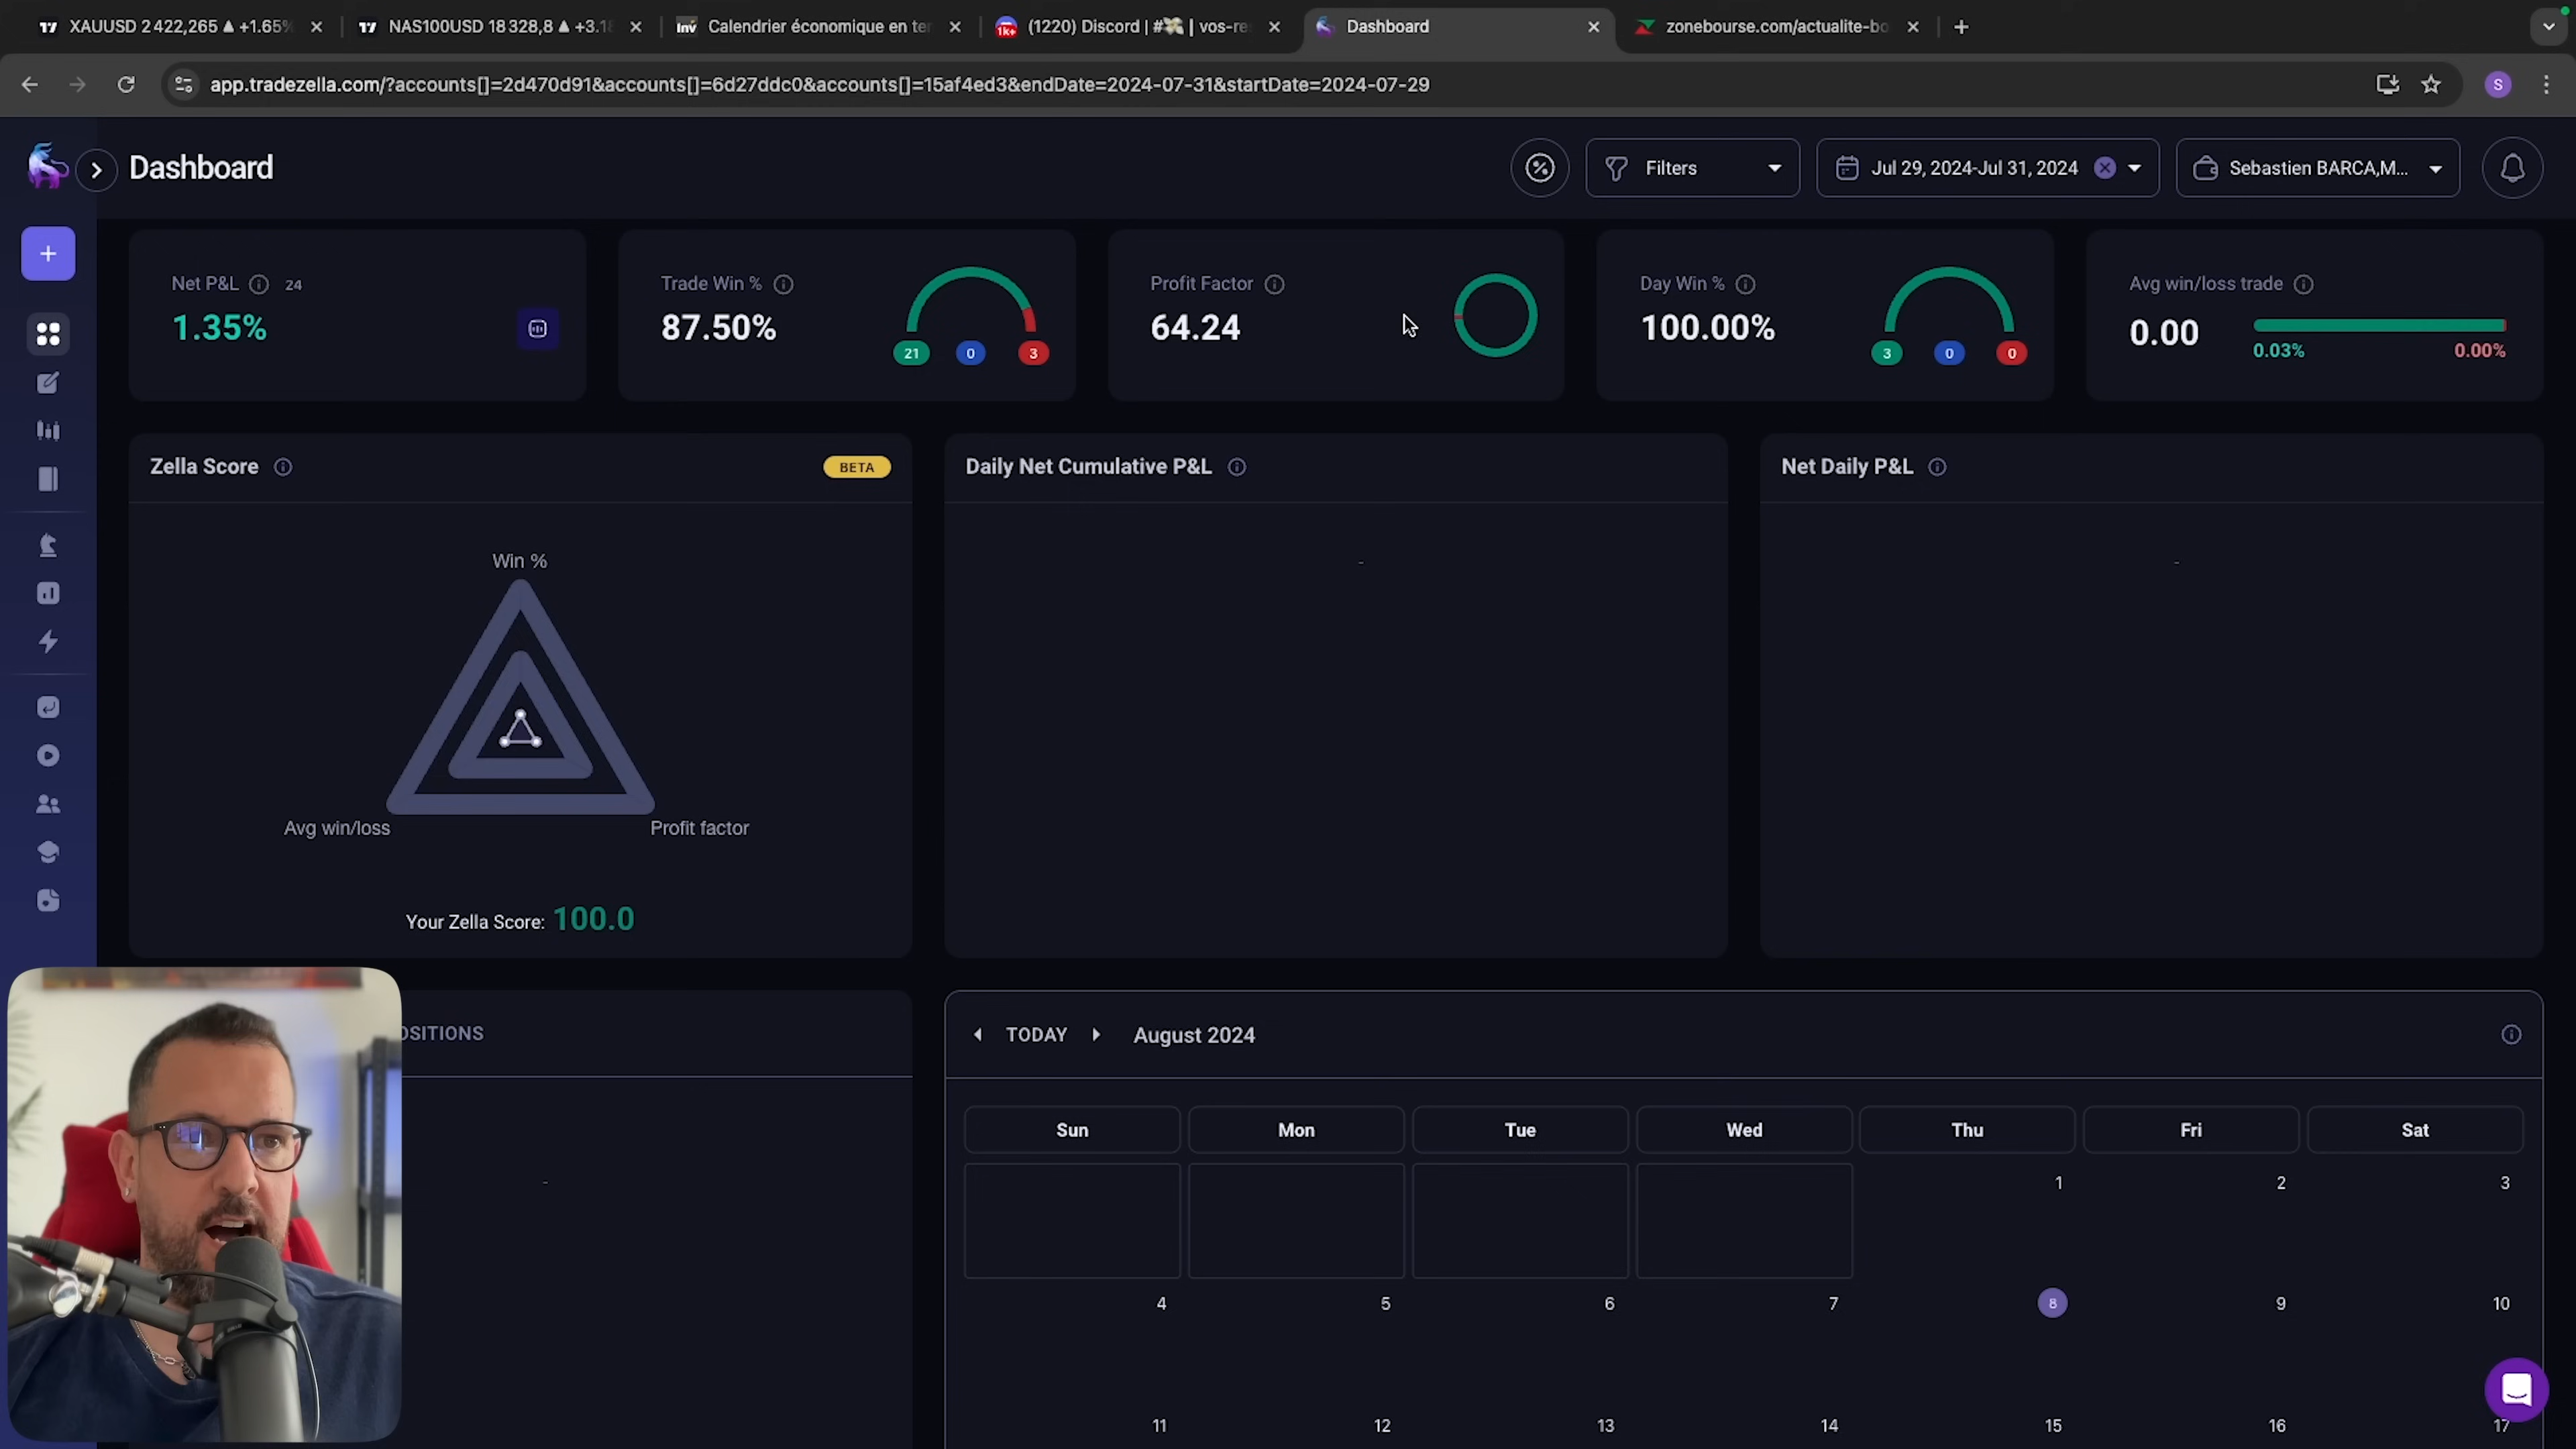 XAUUSD 2 422,265 ▲ +1.65%
NAS100USD 18 328,8 ▲ +3.1
Inv Calendrier économique en te
(1220) Discord | #💸 | vos-re
1k+
Dashboard
zonebourse.com/actualite-bo
app.tradezella.com/?accounts[]=2d470d91&accounts[]=6d27ddc0&accounts[]=15af4ed3&endDate=2024-07-31&startDate=2024-07-29
S
Dashboard
Filters
Jul 29, 2024-Jul 31, 2024
Sebastien BARCA,M...
Net P&L 24
1.35%
Trade Win %
87.50%
21 0 3
Profit Factor
64.24
Day Win %
100.00%
3 0 0
Avg win/loss trade
0.00
0.03% 0.00%
Zella Score
BETA
Win %
Avg win/loss
Profit factor
Your Zella Score: 100.0
Daily Net Cumulative P&L
-
Net Daily P&L
-
OSITIONS
-
TODAY August 2024
Sun Mon Tue Wed Thu Fri Sat
1 2 3
4 5 6 7 8 9 10
11 12 13 14 15 16 17